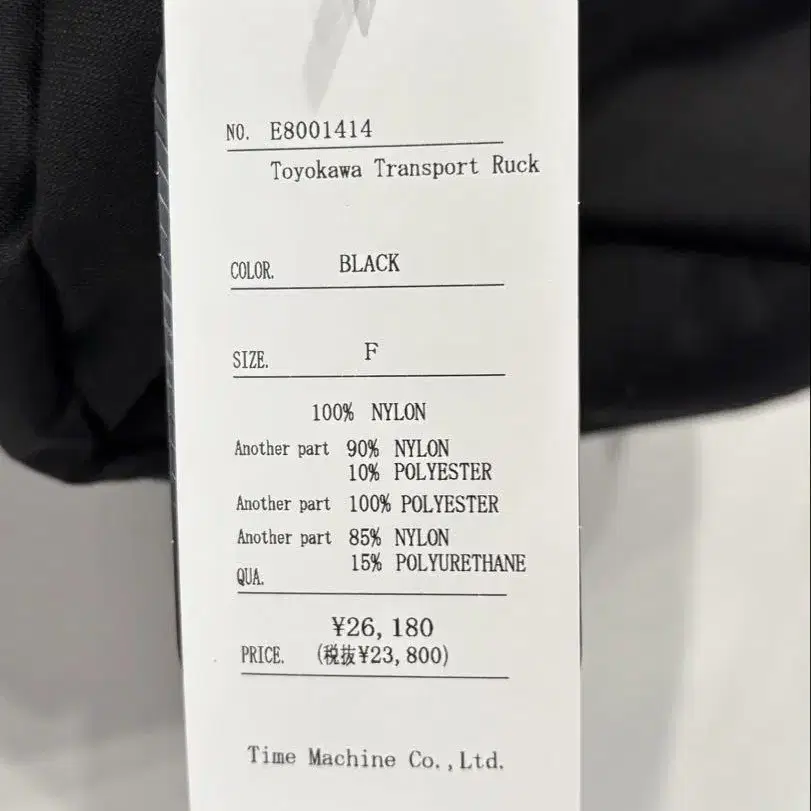 NO. E8001414
Toyokawa Transport Ruck
COLOR. BLACK
SIZE. F
100% NYLON
Another part 90% NYLON
10% POLYESTER
Another part 100% POLYESTER
Another part 85% NYLON
15% POLYURETHANE
QUA.
¥26,180
PRICE. (税抜¥23,800)
Time Machine Co.,Ltd.